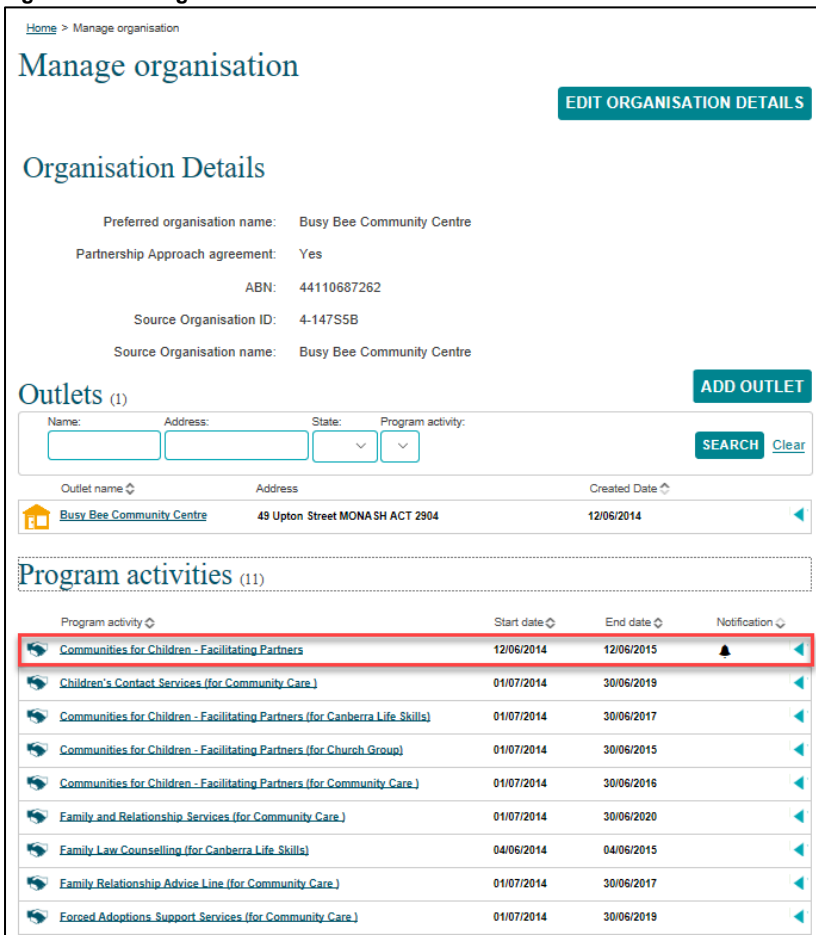 Home > Manage organisation
Manage organisation
EDIT ORGANISATION DETAILS
Organisation Details
Preferred organisation name: Busy Bee Community Centre
Partnership Approach agreement: Yes
ABN: 44110687262
Source Organisation ID: 4-147S5B
Source Organisation name: Busy Bee Community Centre
Outlets (1)
ADD OUTLET
Name: Address: State: Program activity:
SEARCH Clear
Outlet name Address Created Date
Busy Bee Community Centre 49 Upton Street MONASH ACT 2904 12/06/2014
Program activities (11)
Program activity Start date End date Notification
Communities for Children - Facilitating Partners 12/06/2014 12/06/2015
Children's Contact Services (for Community Care ) 01/07/2014 30/06/2019
Communities for Children - Facilitating Partners (for Canberra Life Skills) 01/07/2014 30/06/2017
Communities for Children - Facilitating Partners (for Church Group) 01/07/2014 30/06/2015
Communities for Children - Facilitating Partners (for Community Care ) 01/07/2014 30/06/2016
Family and Relationship Services (for Community Care ) 01/07/2014 30/06/2020
Family Law Counselling (for Canberra Life Skills) 04/06/2014 04/06/2015
Family Relationship Advice Line (for Community Care ) 01/07/2014 30/06/2017
Forced Adoptions Support Services (for Community Care ) 01/07/2014 30/06/2019